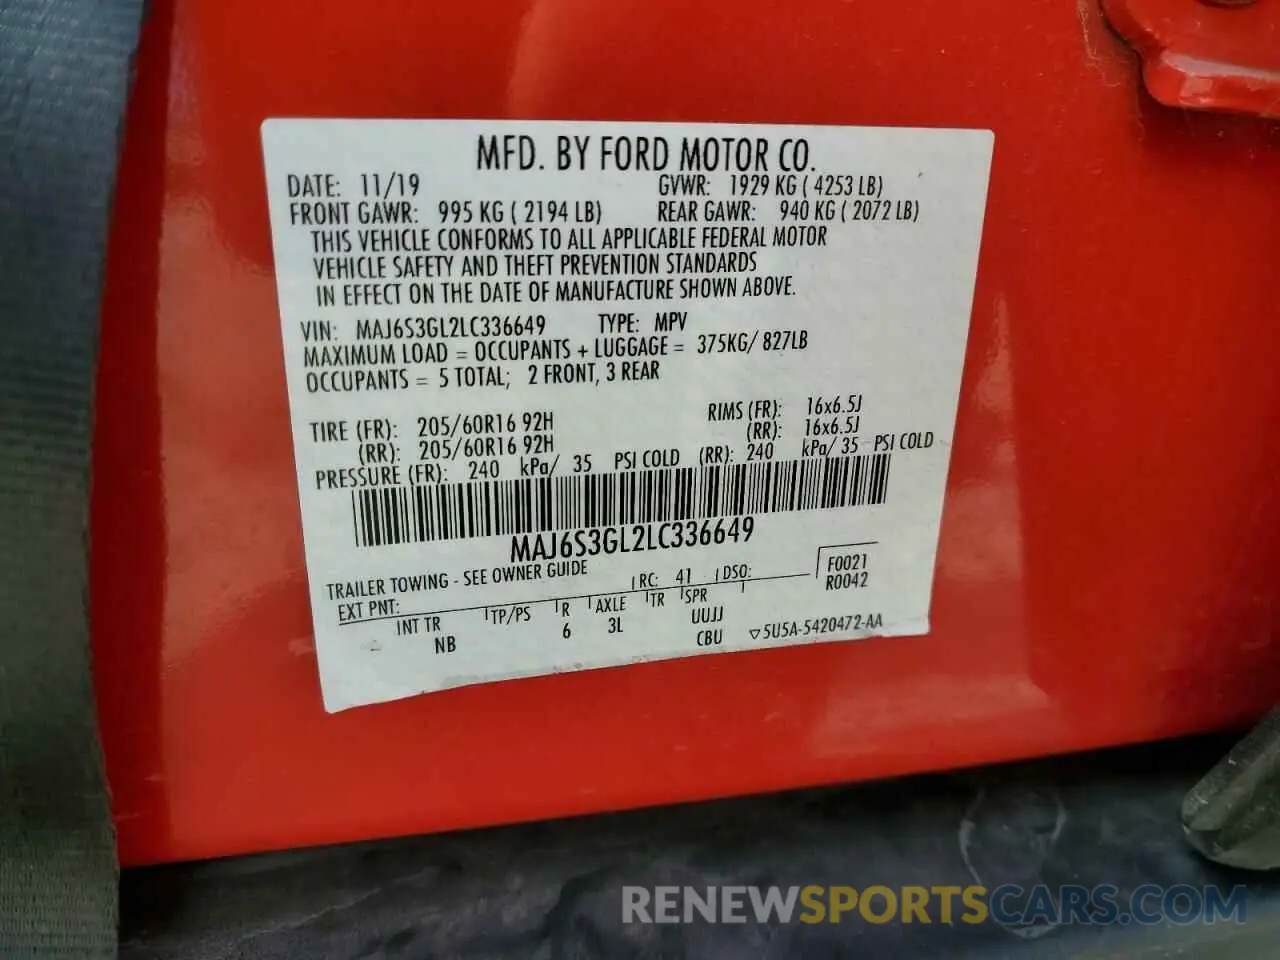 MFD. BY FORD MOTOR CO.
DATE: 11/19 GVWR: 1929 KG ( 4253 LB)
FRONT GAWR: 995 KG ( 2194 LB) REAR GAWR: 940 KG ( 2072 LB)
THIS VEHICLE CONFORMS TO ALL APPLICABLE FEDERAL MOTOR
VEHICLE SAFETY AND THEFT PREVENTION STANDARDS
IN EFFECT ON THE DATE OF MANUFACTURE SHOWN ABOVE.
VIN: MAJ6S3GL2LC336649 TYPE: MPV
MAXIMUM LOAD = OCCUPANTS + LUGGAGE = 375KG/ 827LB
OCCUPANTS = 5 TOTAL; 2 FRONT, 3 REAR
TIRE (FR): 205/60R16 92H RIMS (FR): 16x6.5J
(RR): 205/60R16 92H (RR): 16x6.5J
PRESSURE (FR): 240 kPa/ 35 PSI COLD (RR): 240 kPa/ 35 PSI COLD
MAJ6S3GL2LC336649
TRAILER TOWING - SEE OWNER GUIDE
EXT PNT: RC: 41 DSO: F0021
R0042
INT TR TP/PS R AXLE TR SPR
NB 6 3L UUJJ
CBU ▽5U5A-5420472-AA
RENEWSPORTSCARS.COM